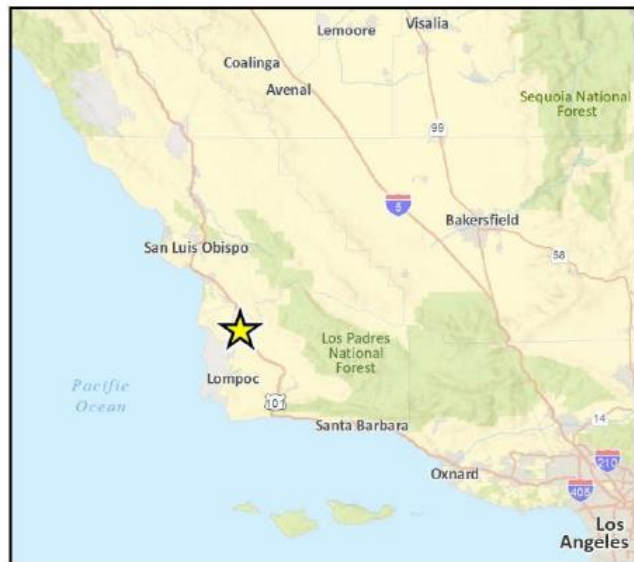 Visalia
Lemoore
Coalinga
Avenal
Sequoia National
Forest
99
5
Bakersfield
San Luis Obispo
58
Los Padres
National
Forest
Lompoc
Pacific
Ocean
101
Santa Barbara
14
Oxnard
210
405
Los
Angeles